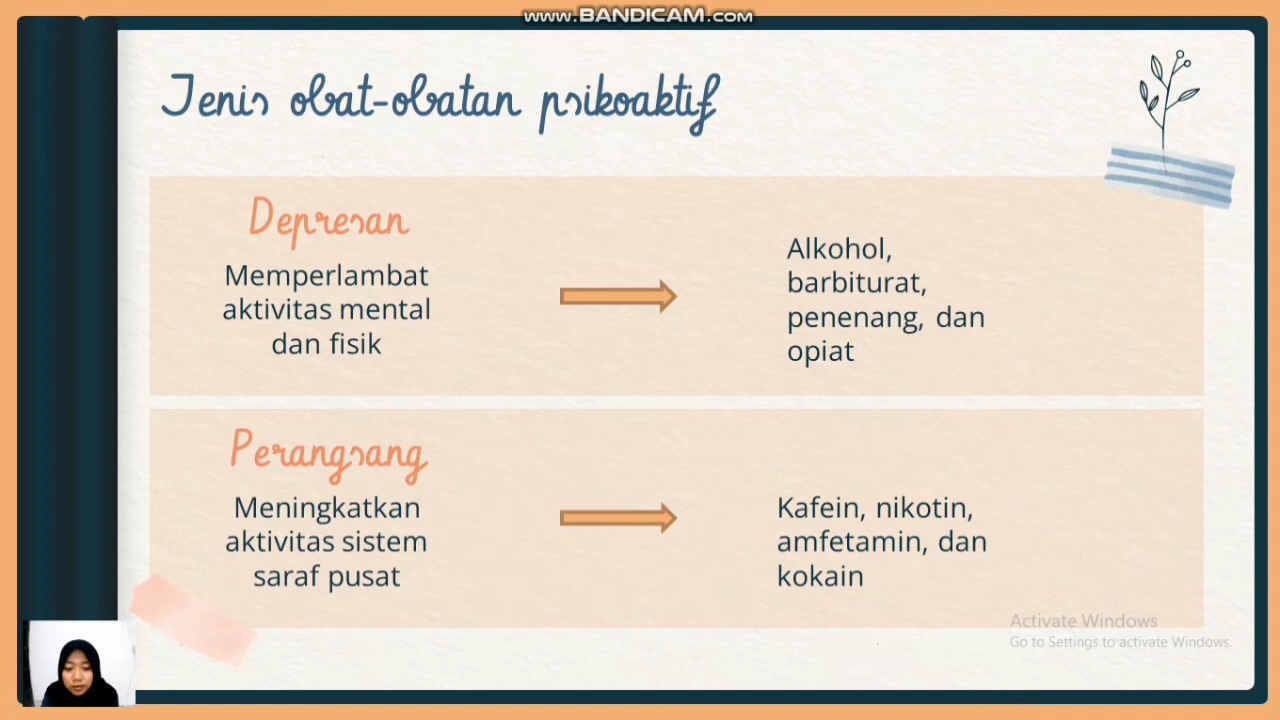 www.BANDICAM.com
Jenis obat-obatan psikoaktif
Depresan
Memperlambat
aktivitas mental
dan fisik
Alkohol,
barbiturat,
penenang, dan
opiat
Perangsang
Meningkatkan
aktivitas sistem
saraf pusat
Kafein, nikotin,
amfetamin, dan
kokain
Activate Windows
Go to Settings to activate Windows.